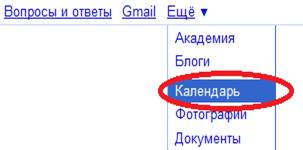 Вопросы и ответы Gmail Ещё ▼
Академия
Блоги
Календарь
Фотографии
Документы